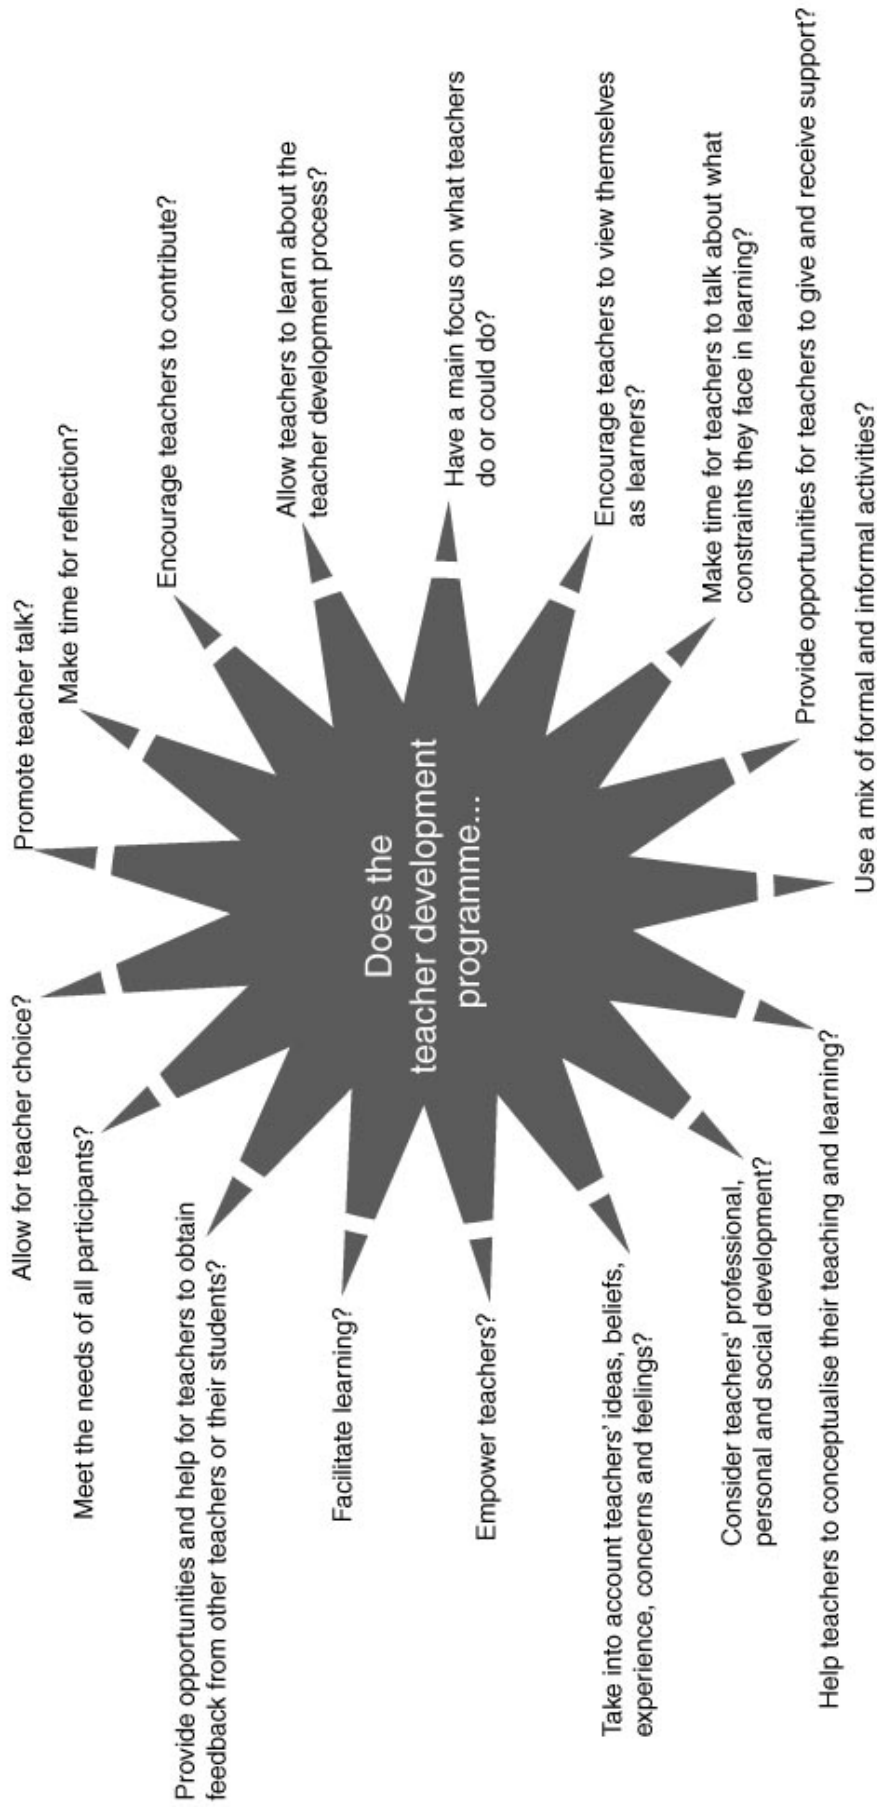 Does the
teacher development
programme...
Promote teacher talk?
Make time for reflection?
Encourage teachers to contribute?
Allow teachers to learn about the
teacher development process?
Have a main focus on what teachers
do or could do?
Encourage teachers to view themselves
as learners?
Make time for teachers to talk about what
constraints they face in learning?
Provide opportunities for teachers to give and receive support?
Use a mix of formal and informal activities?
Help teachers to conceptualise their teaching and learning?
Consider teachers' professional,
personal and social development?
Take into account teachers' ideas, beliefs,
experience, concerns and feelings?
Empower teachers?
Facilitate learning?
Provide opportunities and help for teachers to obtain
feedback from other teachers or their students?
Meet the needs of all participants?
Allow for teacher choice?